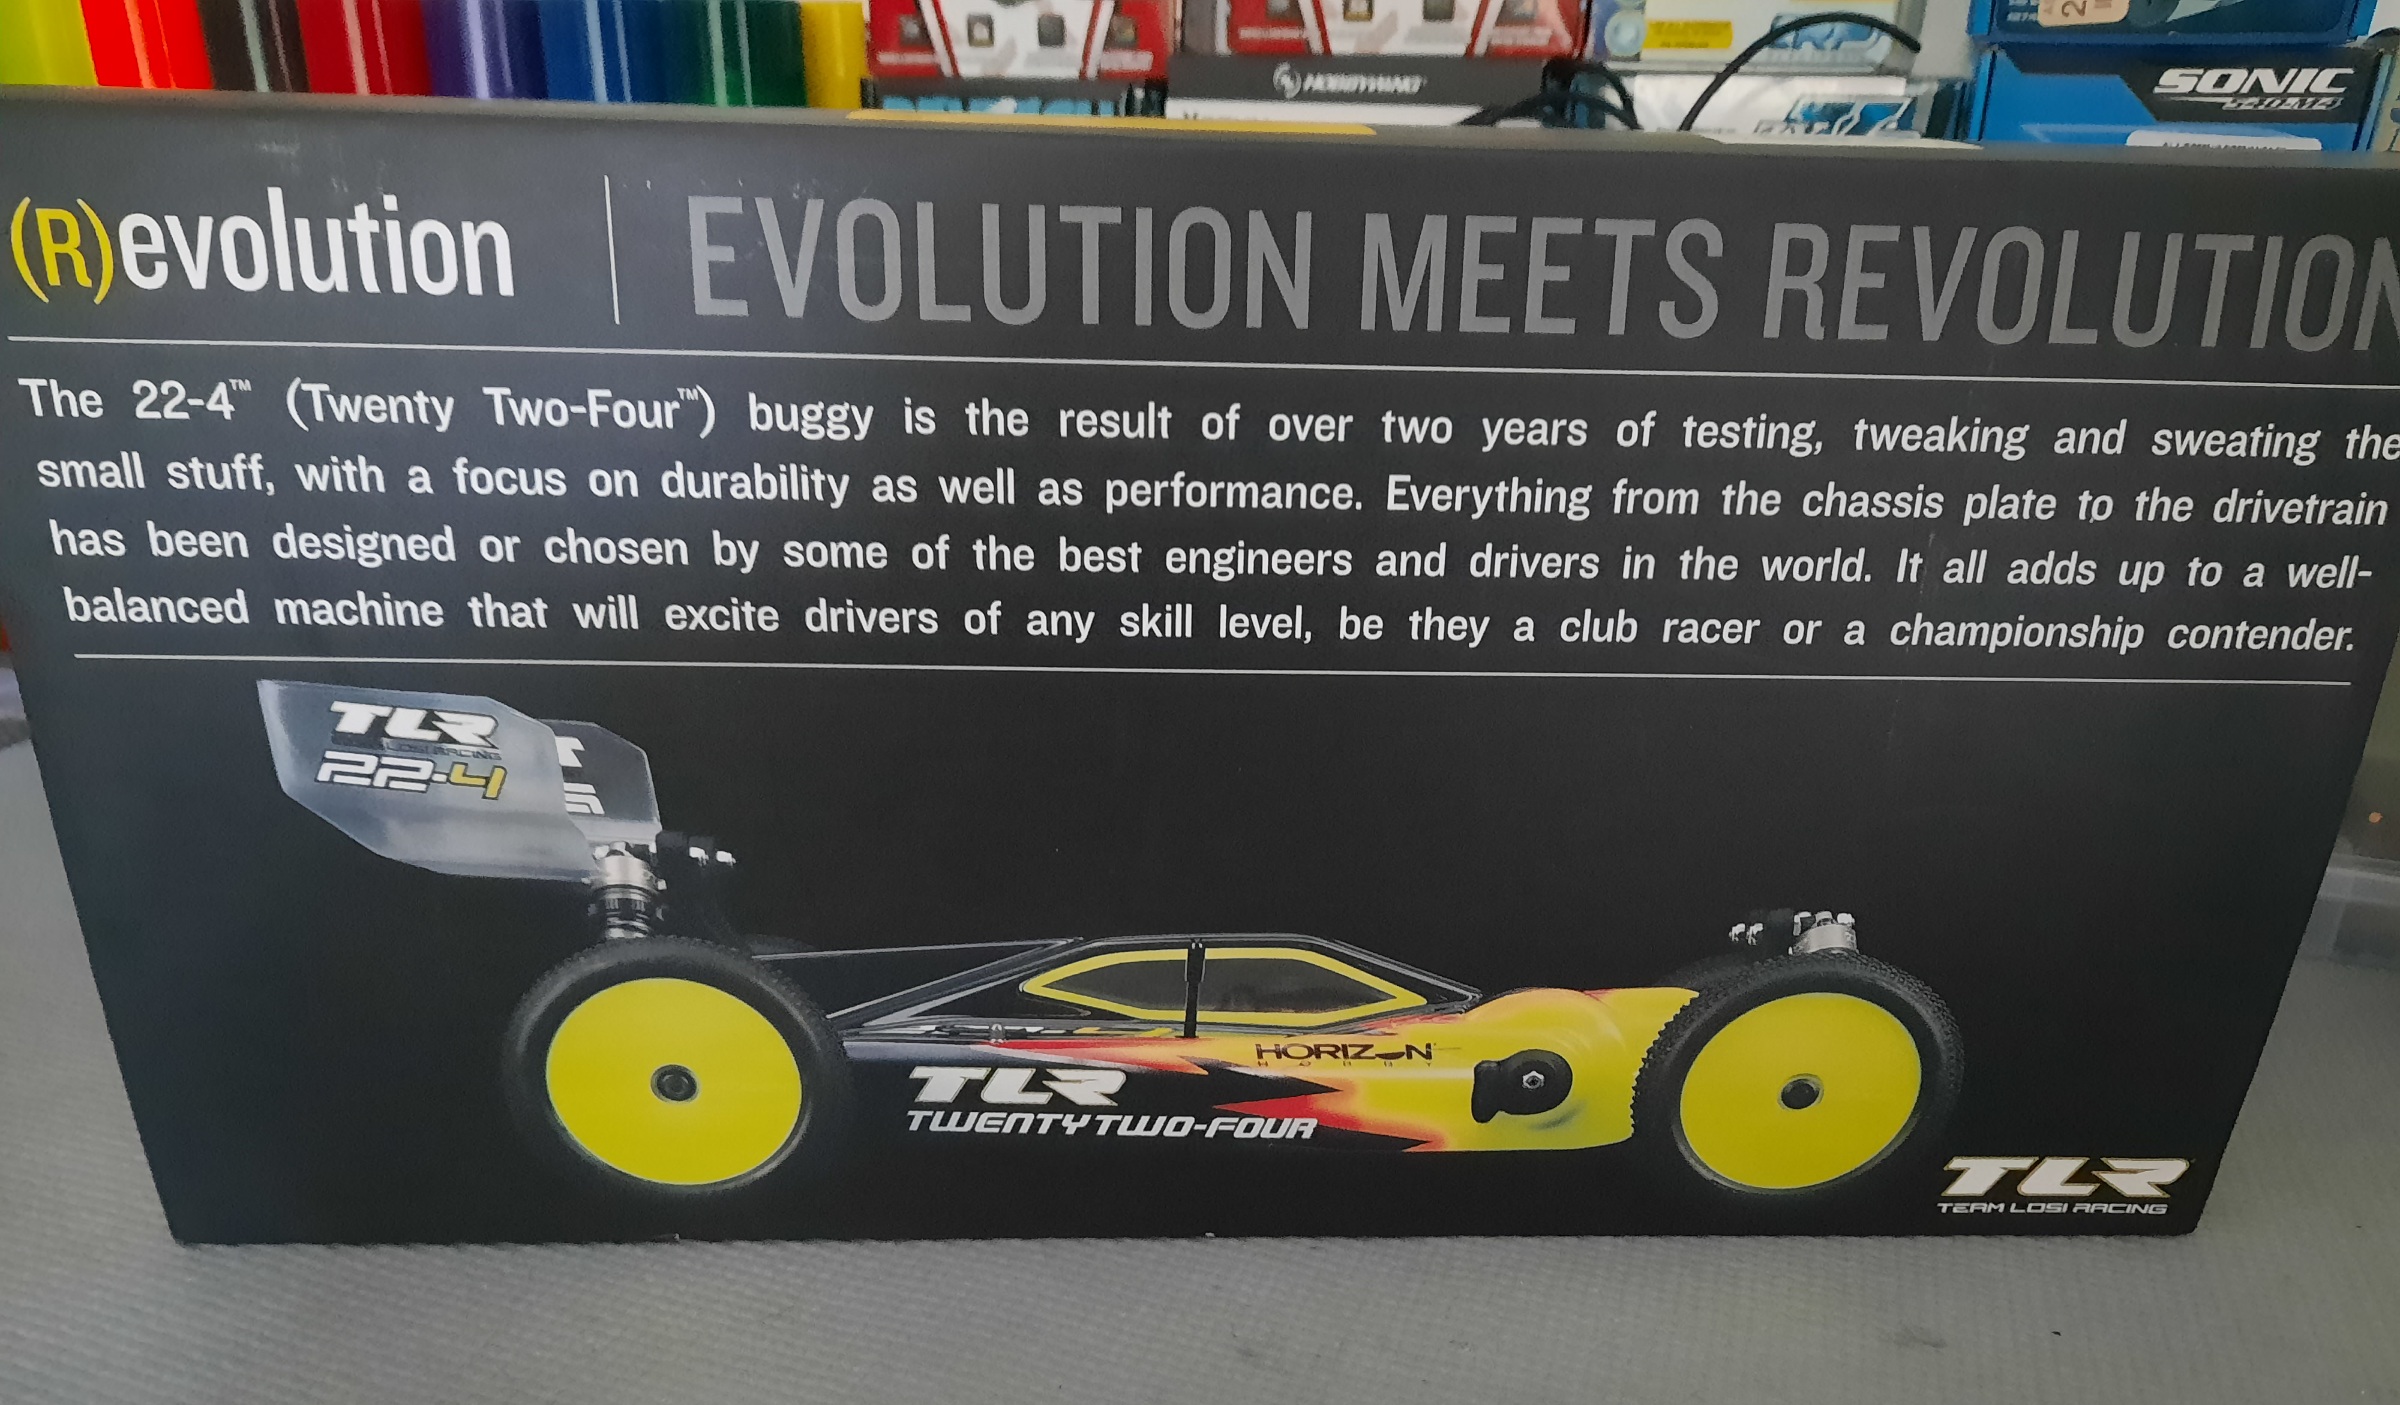 HOBBYWING
SONIC
(R)evolution
EVOLUTION MEETS REVOLUTION
The 22-4™ (Twenty Two-Four™) buggy is the result of over two years of testing, tweaking and sweating the
small stuff, with a focus on durability as well as performance. Everything from the chassis plate to the drivetrain
has been designed or chosen by some of the best engineers and drivers in the world. It all adds up to a well-
balanced machine that will excite drivers of any skill level, be they a club racer or a championship contender.
TLR
LOSI RACING
22-4
HORIZON
HOBBY
TLR
TWENTYTWO-FOUR
TLR
TEAM LOSI RACING